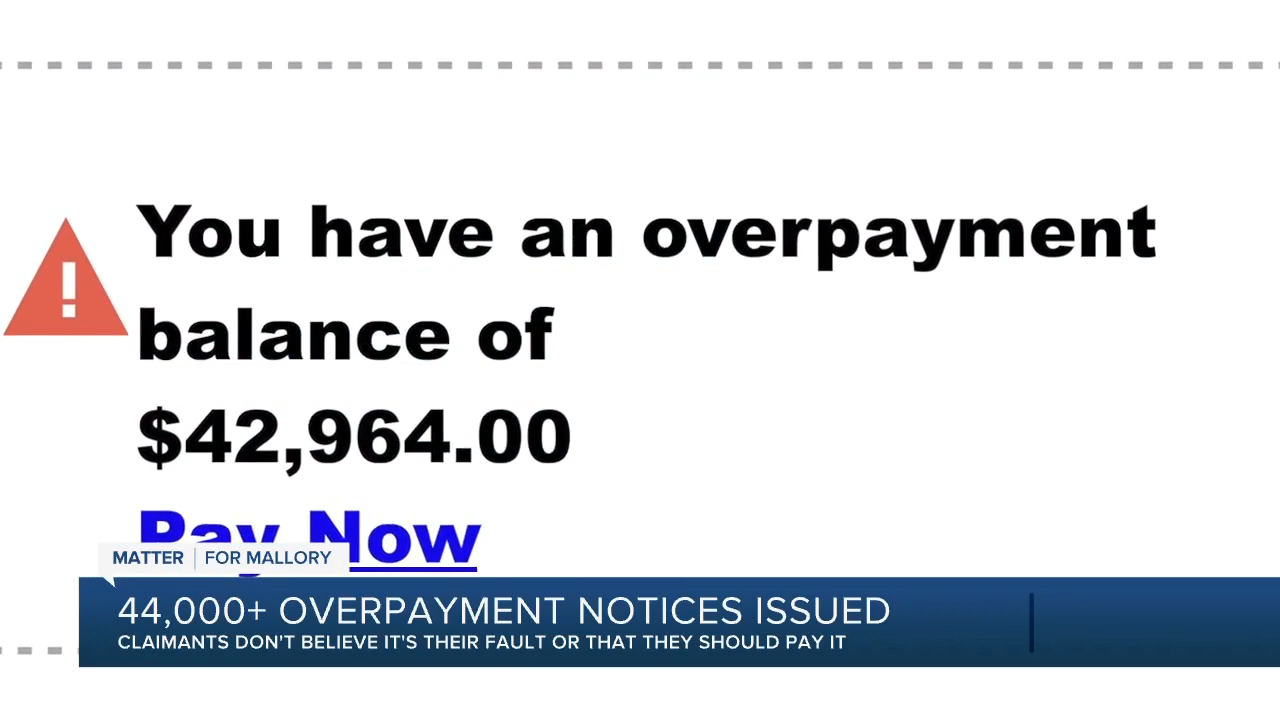 You have an overpayment
balance of
$42,964.00
Pay Now
MATTER | FOR MALLORY
44,000+ OVERPAYMENT NOTICES ISSUED
CLAIMANTS DON'T BELIEVE IT'S THEIR FAULT OR THAT THEY SHOULD PAY IT